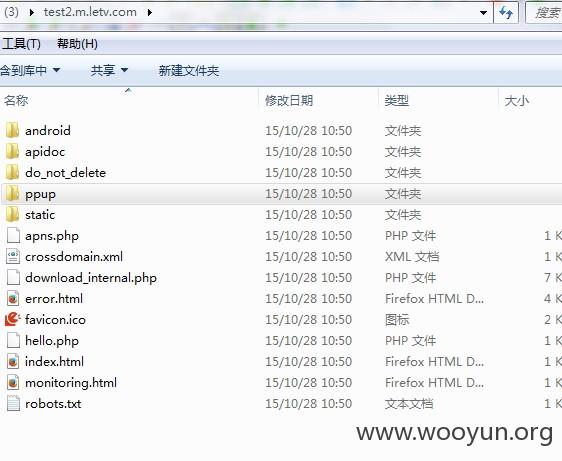 (3) ▸ test2.m.letv.com ▸ 搜索
工具(T) 帮助(H)
含到库中 共享 新建文件夹
名称 修改日期 类型 大小
android 15/10/28 10:50 文件夹
apidoc 15/10/28 10:50 文件夹
do_not_delete 15/10/28 10:50 文件夹
ppup 15/10/28 10:50 文件夹
static 15/10/28 10:50 文件夹
apns.php 15/10/28 10:50 PHP 文件 1 K
crossdomain.xml 15/10/28 10:50 XML 文档 1 K
download_internal.php 15/10/28 10:50 PHP 文件 7 K
error.html 15/10/28 10:50 Firefox HTML D... 4 K
favicon.ico 15/10/28 10:50 图标 2 K
hello.php 15/10/28 10:50 PHP 文件 1 K
index.html 15/10/28 10:50 Firefox HTML D... 1 K
monitoring.html 15/10/28 10:50 Firefox HTML D... 1 K
robots.txt 15/10/28 10:50 文本文档 1 K
www.wooyun.org